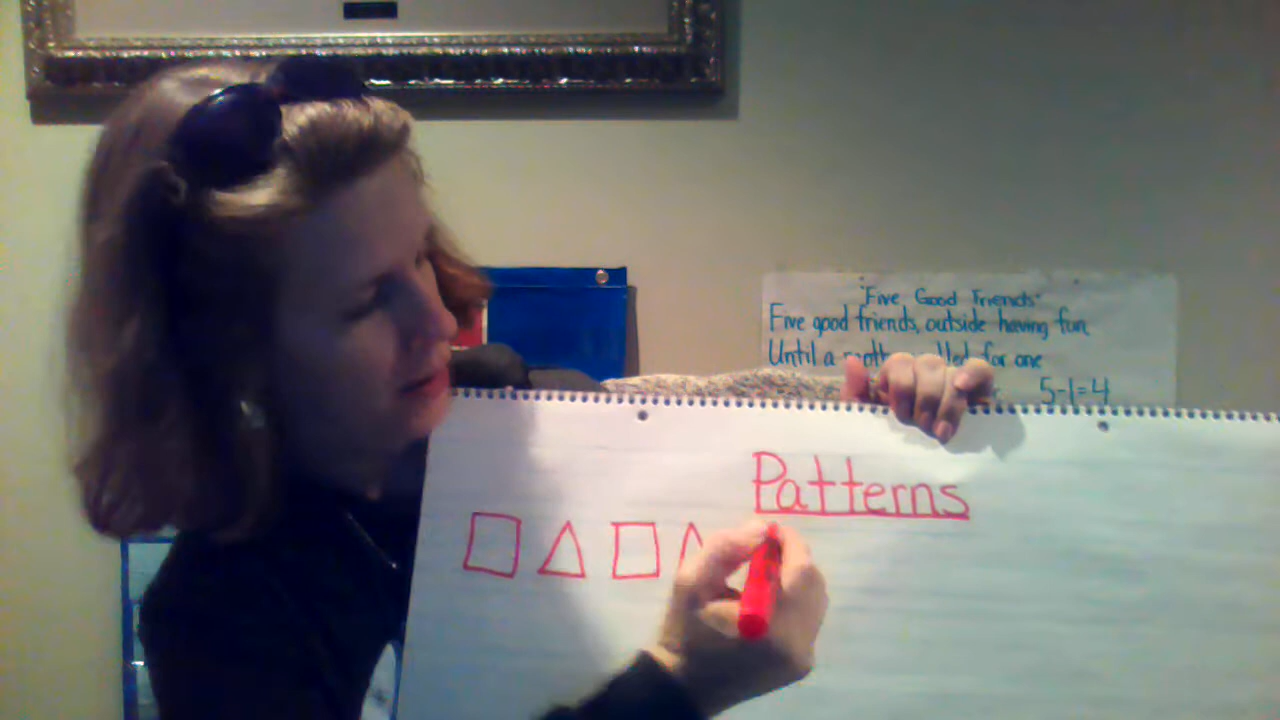 "Five Good Friends"
Five good friends, outside having fun
Until a for one
5-1=4
Patterns